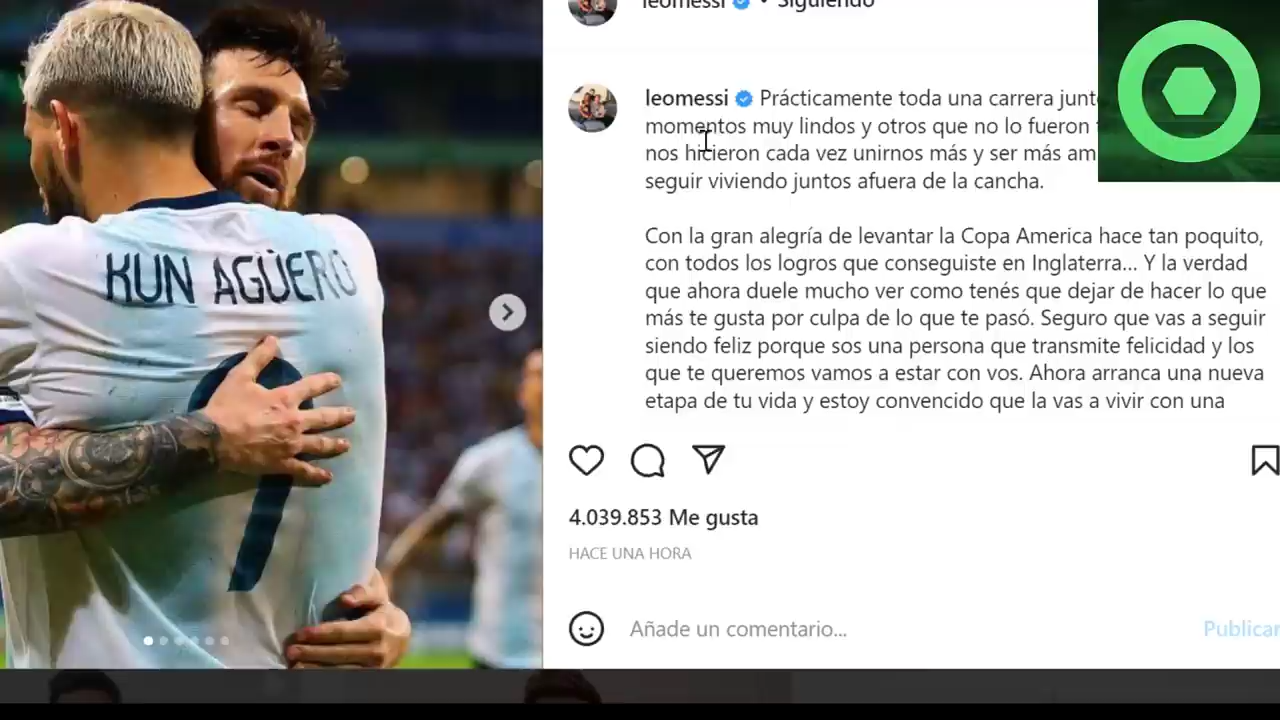 leomessi • Siguiendo
leomessi Prácticamente toda una carrera
momentos muy lindos y otros que no lo fueron
nos hicieron cada vez unirnos más y ser más
seguir viviendo juntos afuera de la cancha.
Con la gran alegría de levantar la Copa America hace tan poquito,
con todos los logros que conseguiste en Inglaterra... Y la verdad
que ahora duele mucho ver como tenés que dejar de hacer lo que
más te gusta por culpa de lo que te pasó. Seguro que vas a seguir
siendo feliz porque sos una persona que transmite felicidad y los
que te queremos vamos a estar con vos. Ahora arranca una nueva
etapa de tu vida y estoy convencido que la vas a vivir con una
4.039.853 Me gusta
HACE UNA HORA
Añade un comentario...
Publicar
KUN AGÜERO
9